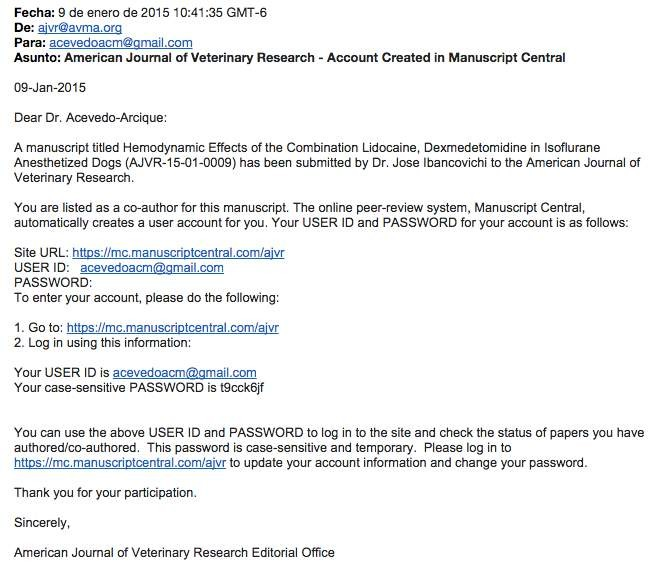 Fecha: 9 de enero de 2015 10:41:35 GMT-6
De: ajvr@avma.org
Para: acevedoacm@gmail.com
Asunto: American Journal of Veterinary Research - Account Created in Manuscript Central
09-Jan-2015
Dear Dr. Acevedo-Arcique:
A manuscript titled Hemodynamic Effects of the Combination Lidocaine, Dexmedetomidine in Isoflurane
Anesthetized Dogs (AJVR-15-01-0009) has been submitted by Dr. Jose Ibancovichi to the American Journal of
Veterinary Research.
You are listed as a co-author for this manuscript. The online peer-review system, Manuscript Central,
automatically creates a user account for you. Your USER ID and PASSWORD for your account is as follows:
Site URL: https://mc.manuscriptcentral.com/ajvr
USER ID: acevedoacm@gmail.com
PASSWORD:
To enter your account, please do the following:
1. Go to: https://mc.manuscriptcentral.com/ajvr
2. Log in using this information:
Your USER ID is acevedoacm@gmail.com
Your case-sensitive PASSWORD is t9cck6jf
You can use the above USER ID and PASSWORD to log in to the site and check the status of papers you have
authored/co-authored. This password is case-sensitive and temporary. Please log in to
https://mc.manuscriptcentral.com/ajvr to update your account information and change your password.
Thank you for your participation.
Sincerely,
American Journal of Veterinary Research Editorial Office